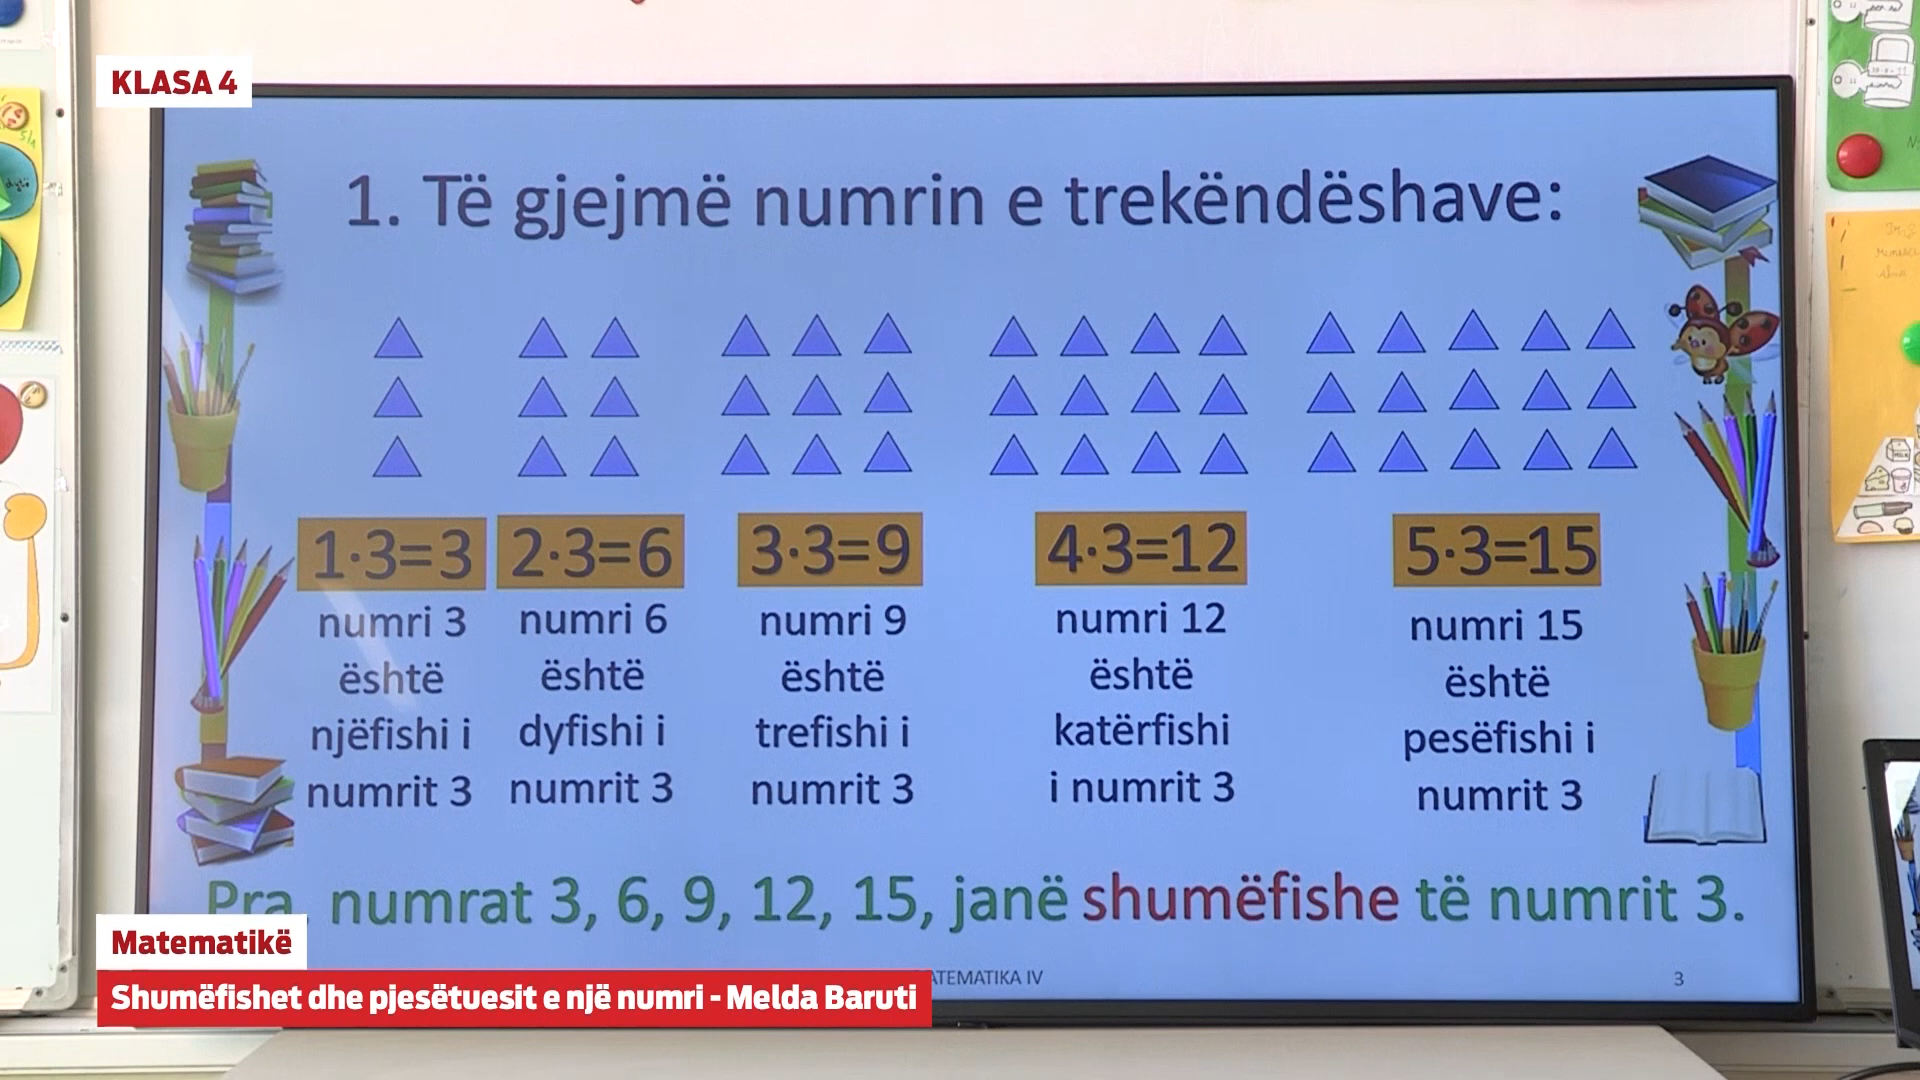 KLASA 4
1. Të gjejmë numrin e trekëndëshave:
1·3=3
2·3=6
3·3=9
4·3=12
5·3=15
numri 3
është
njëfishi i
numrit 3
numri 6
është
dyfishi i
numrit 3
numri 9
është
trefishi i
numrit 3
numri 12
është
katërfishi
i numrit 3
numri 15
është
pesëfishi i
numrit 3
Pra, numrat 3, 6, 9, 12, 15, janë shumëfishe të numrit 3.
Matematikë
Shumëfishet dhe pjesëtuesit e një numri - Melda Baruti
IV
3